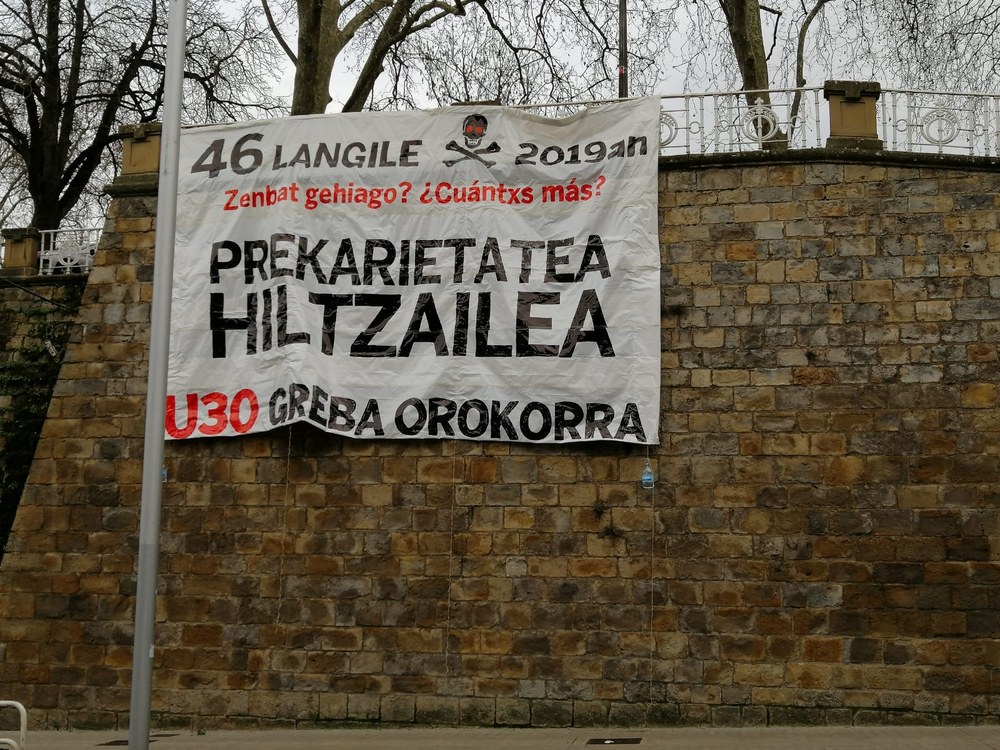 46 LANGILE 2019an
Zenbat gehiago? ¿Cuántxs más?
PREKARIETATEA
HILTZAILEA
U30 GREBA OROKORRA